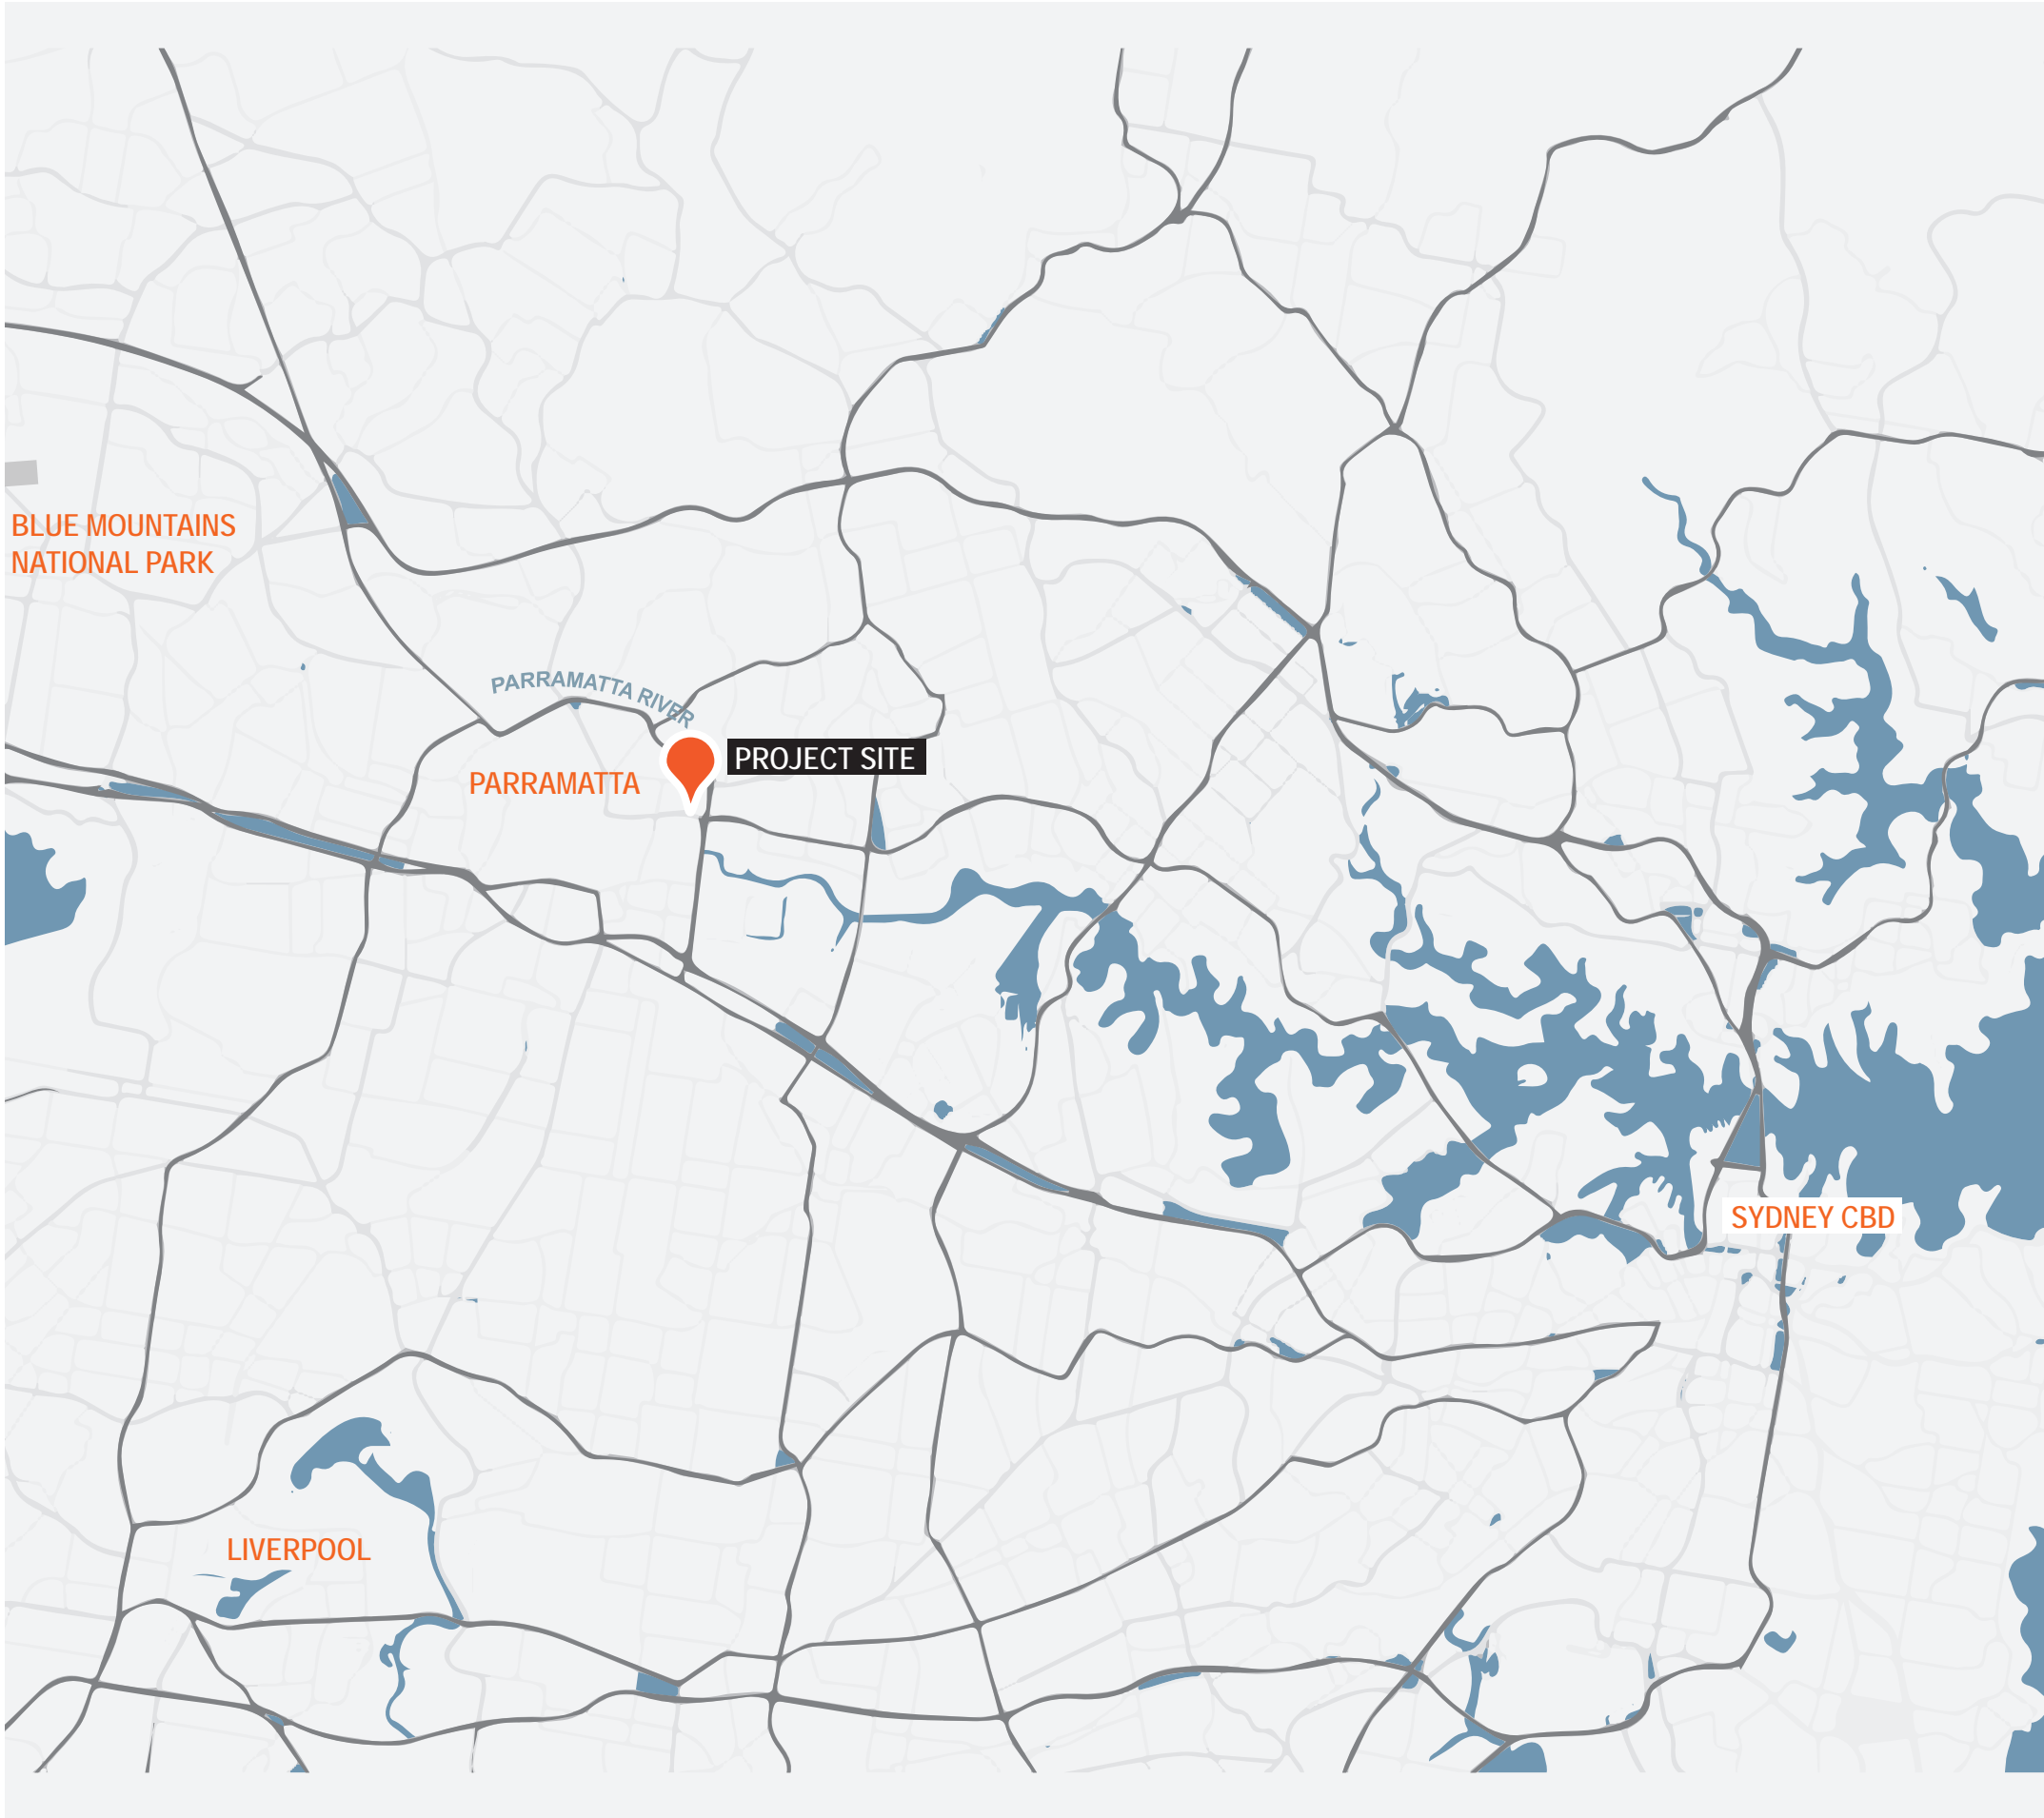 BLUE MOUNTAINS
NATIONAL PARK
PARRAMATTA RIVER
PROJECT SITE
PARRAMATTA
SYDNEY CBD
LIVERPOOL